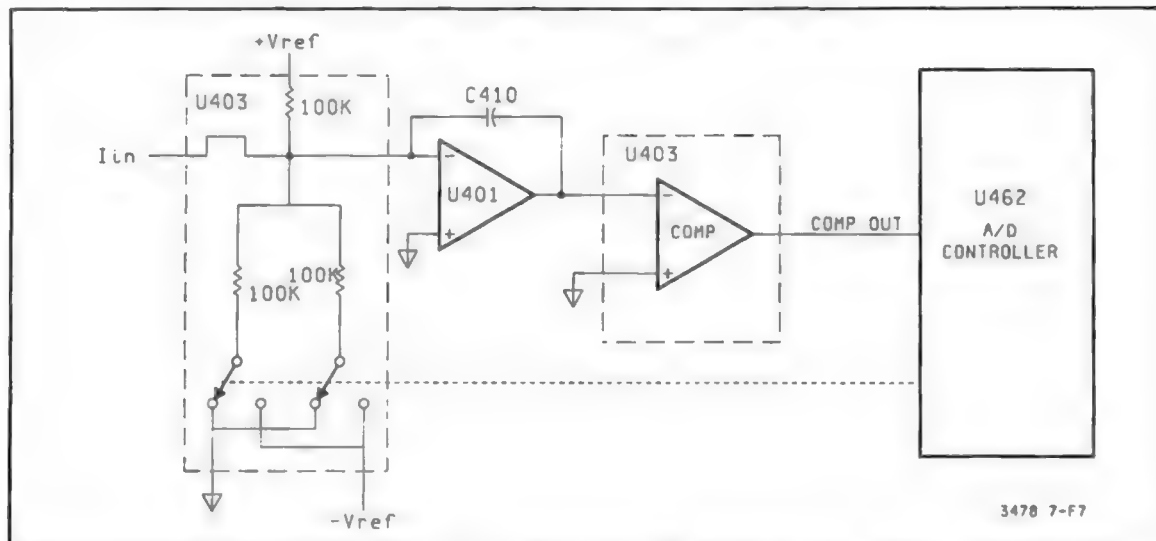 +Vref
U403
100K
C410
Iin
U401
U403
COMP
COMP OUT
U462
A/D
CONTROLLER
100K
100K
-Vref
3478 7-F7